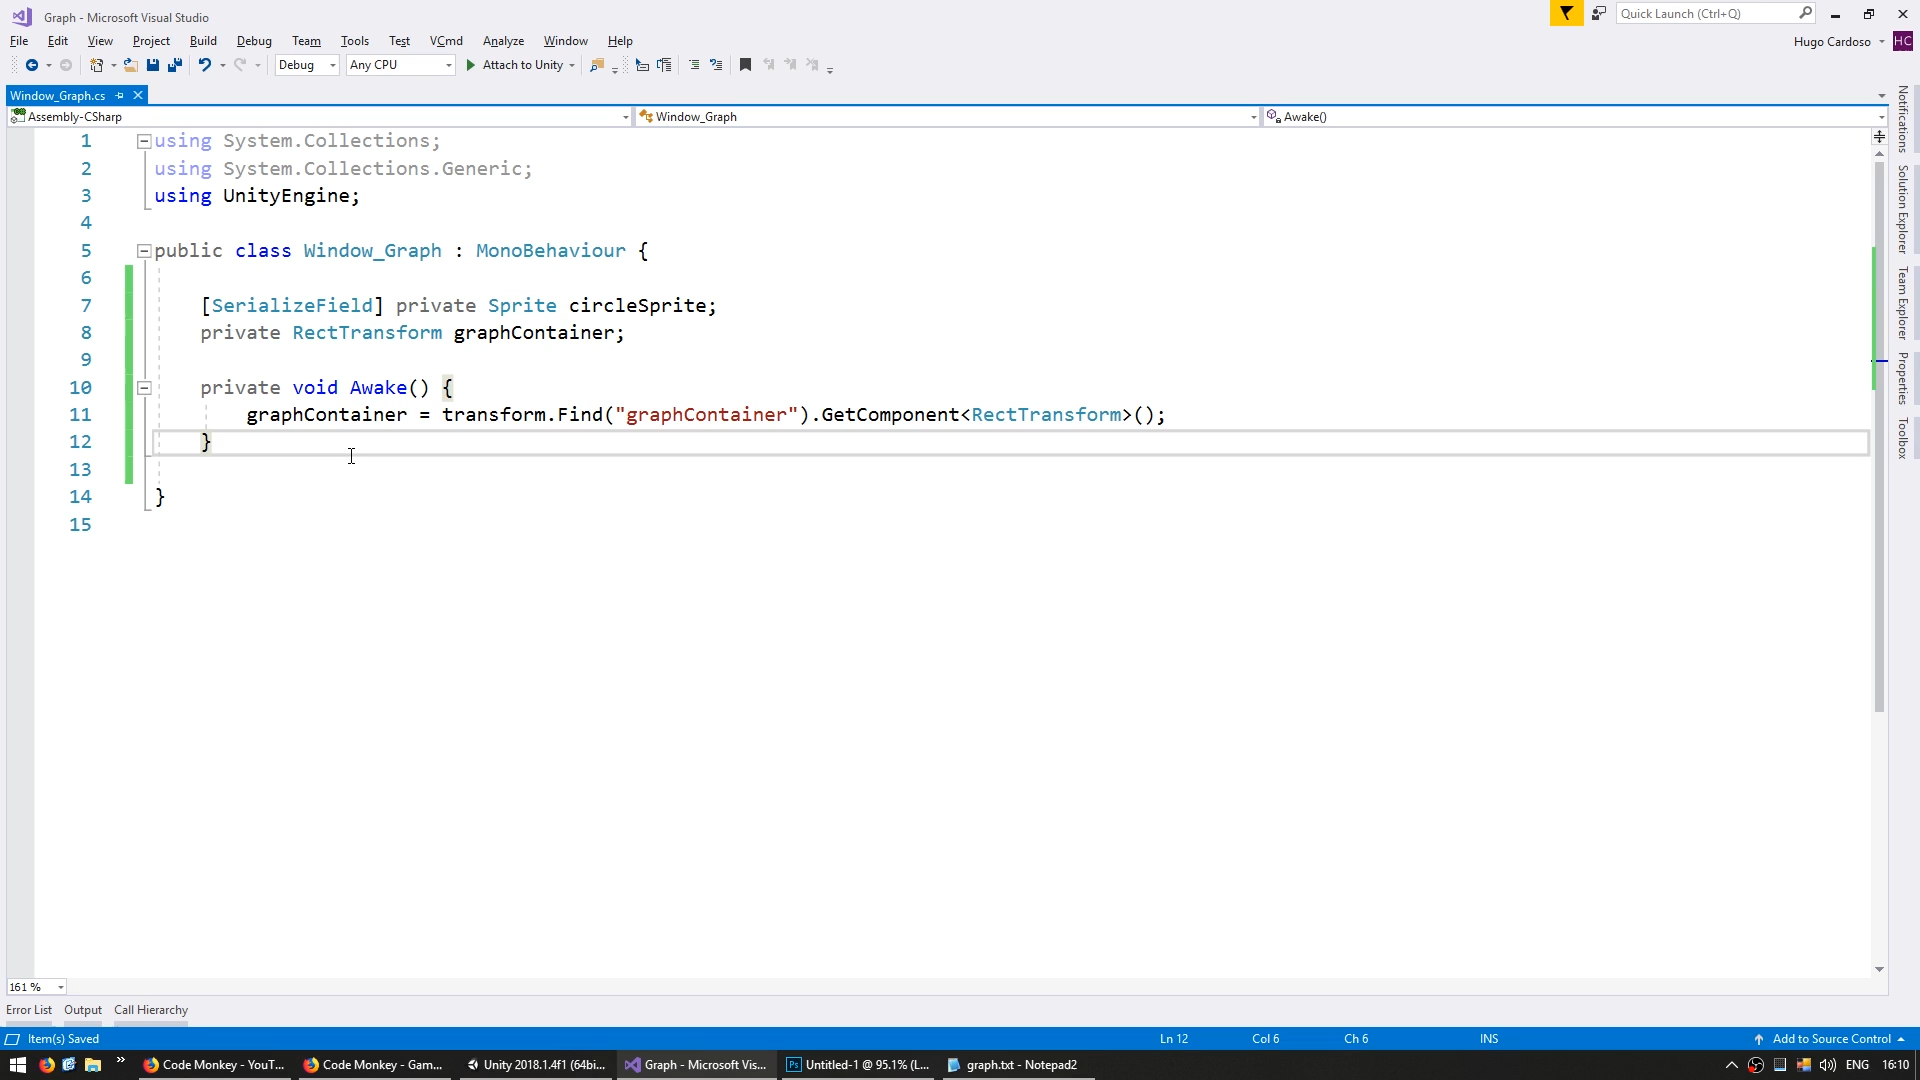 Graph - Microsoft Visual Studio
Quick Launch (Ctrl+Q)
File Edit View Project Build Debug Team Tools Test VCmd Analyze Window Help
Hugo Cardoso HC
Debug Any CPU Attach to Unity
Window_Graph.cs
Assembly-CSharp Window_Graph Awake()
1 using System.Collections;
2 using System.Collections.Generic;
3 using UnityEngine;
4
5 public class Window_Graph : MonoBehaviour {
6
7 [SerializeField] private Sprite circleSprite;
8 private RectTransform graphContainer;
9
10 private void Awake() {
11 graphContainer = transform.Find("graphContainer").GetComponent<RectTransform>();
12 }
13
14 }
15
Notifications
Solution Explorer
Team Explorer
Properties
Toolbox
161 %
Error List Output Call Hierarchy
Item(s) Saved Ln 12 Col 6 Ch 6 INS Add to Source Control
Code Monkey - YouT... Code Monkey - Gam... Unity 2018.1.4f1 (64bi... Graph - Microsoft Vis... Ps Untitled-1 @ 95.1% (L... graph.txt - Notepad2 ENG 16:10